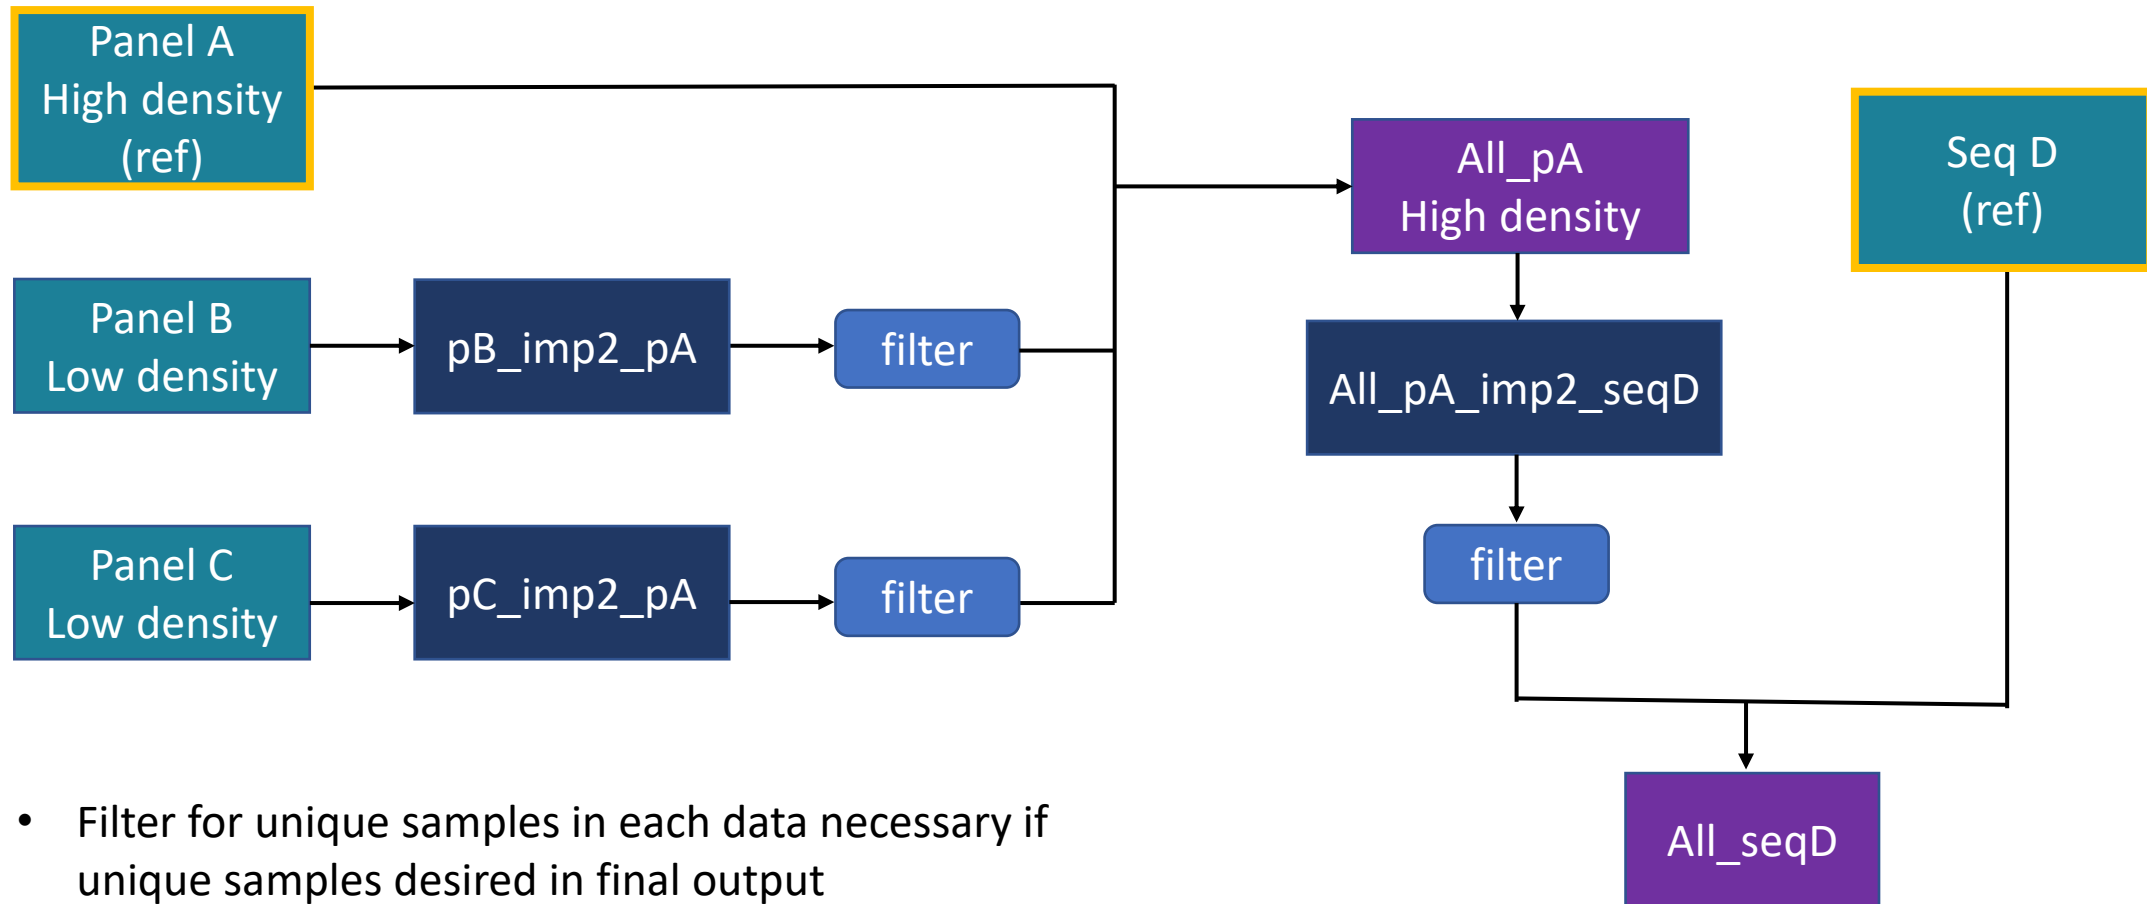 Panel A
High density
(ref)
Panel B
Low density
pB_imp2_pA
filter
Panel C
Low density
pC_imp2_pA
filter
All_pA
High density
All_pA_imp2_seqD
filter
Seq D
(ref)
All_seqD
• Filter for unique samples in each data necessary if
unique samples desired in final output